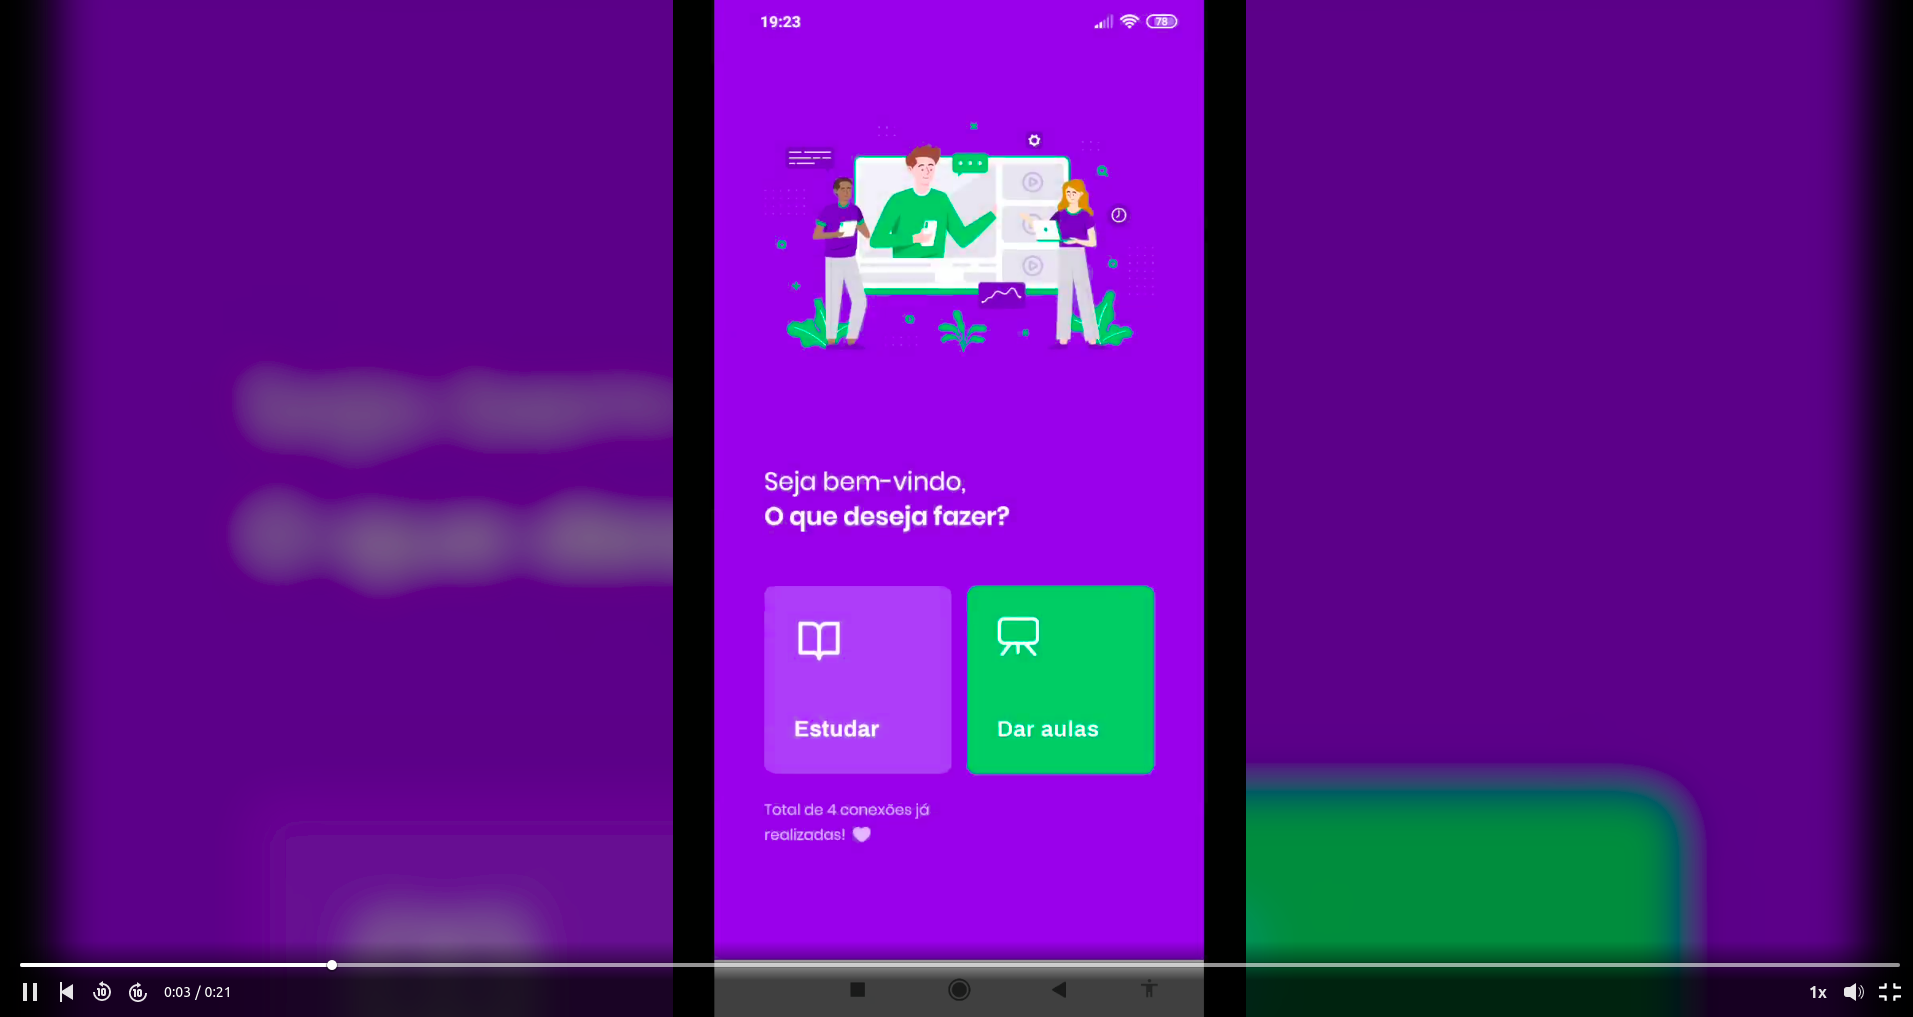 19:23
78
Seja bem-vindo,
O que deseja fazer?
Estudar
Dar aulas
Total de 4 conexões já
realizadas!
10
10
0:03 / 0:21
1x